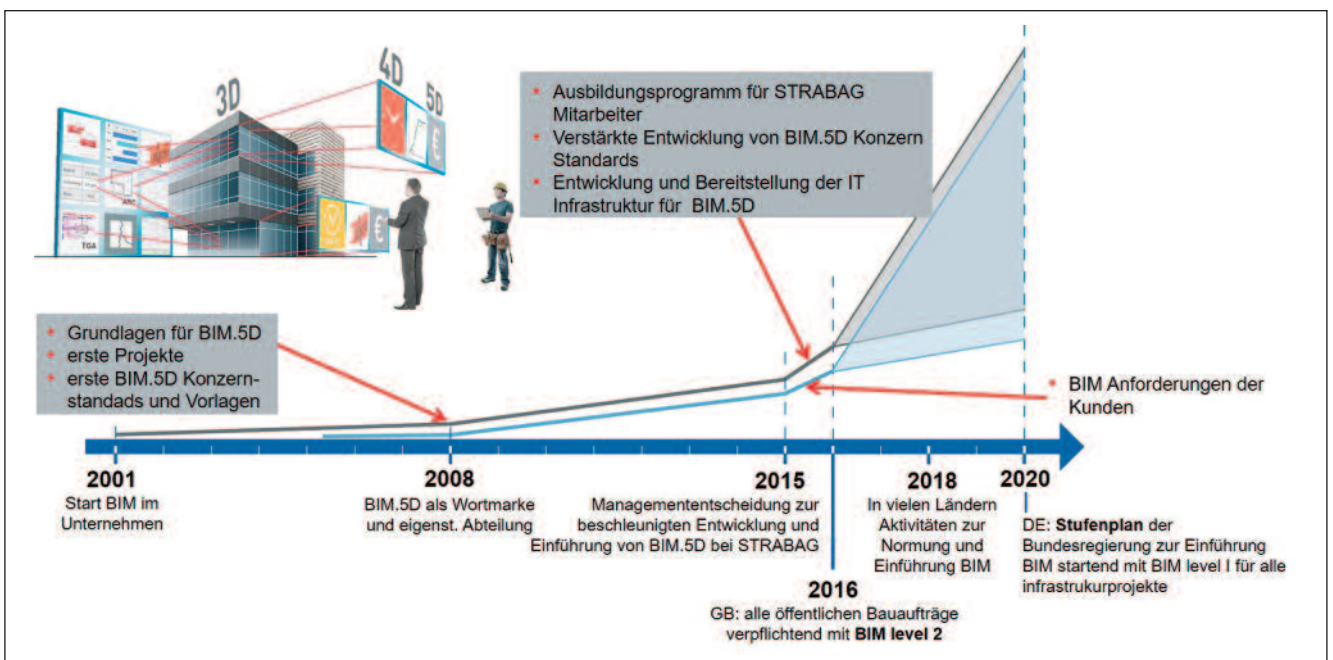 3D
4D
5D
€
ARC
TGA
€
• Ausbildungsprogramm für STRABAG
Mitarbeiter
• Verstärkte Entwicklung von BIM.5D Konzern
Standards
• Entwicklung und Bereitstellung der IT
Infrastruktur für BIM.5D
• Grundlagen für BIM.5D
• erste Projekte
• erste BIM.5D Konzern-
standads und Vorlagen
• BIM Anforderungen der
Kunden
2001
Start BIM im
Unternehmen
2008
BIM.5D als Wortmarke
und eigenst. Abteilung
2015
Managemententscheidung zur
beschleunigten Entwicklung und
Einführung von BIM.5D bei STRABAG
2016
GB: alle öffentlichen Bauaufträge
verpflichtend mit BIM level 2
2018
In vielen Ländern
Aktivitäten zur
Normung und
Einführung BIM
2020
DE: Stufenplan der
Bundesregierung zur Einführung
BIM startend mit BIM level I für alle
infrastrukurprojekte